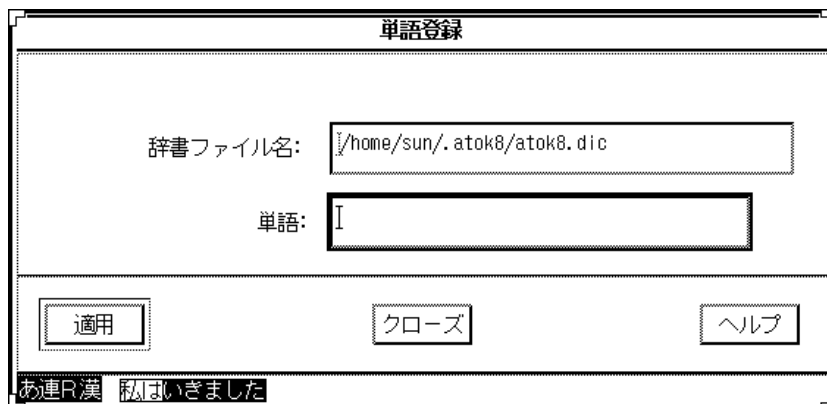 単語登録
辞書ファイル名: /home/sun/.atok8/atok8.dic
単語:
適用 クローズ ヘルプ
あ連R漢 私はいきました